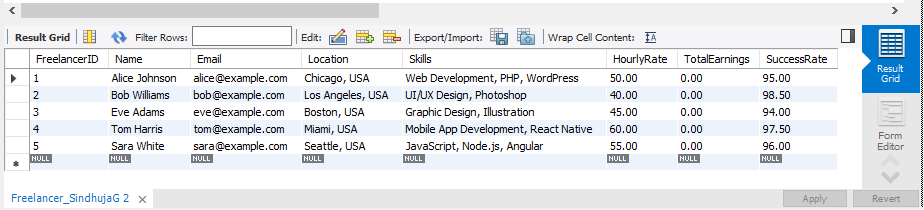 Result Grid Filter Rows: Edit: Export/Import: Wrap Cell Content: IA
FreelancerID Name Email Location Skills HourlyRate TotalEarnings SuccessRate
1 Alice Johnson alice@example.com Chicago, USA Web Development, PHP, WordPress 50.00 0.00 95.00
2 Bob Williams bob@example.com Los Angeles, USA UI/UX Design, Photoshop 40.00 0.00 98.50
3 Eve Adams eve@example.com Boston, USA Graphic Design, Illustration 45.00 0.00 94.00
4 Tom Harris tom@example.com Miami, USA Mobile App Development, React Native 60.00 0.00 97.50
5 Sara White sara@example.com Seattle, USA JavaScript, Node.js, Angular 55.00 0.00 96.00
NULL NULL NULL NULL NULL NULL NULL NULL
Result
Grid
Form
Editor
Freelancer_SindhujaG 2
Apply Revert